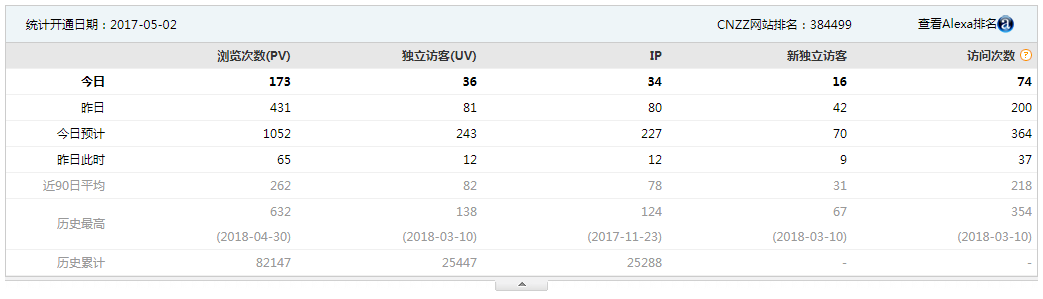 统计开通日期：2017-05-02 CNZZ网站排名：384499 查看Alexa排名
浏览次数(PV) 独立访客(UV) IP 新独立访客 访问次数
今日 173 36 34 16 74
昨日 431 81 80 42 200
今日预计 1052 243 227 70 364
昨日此时 65 12 12 9 37
近90日平均 262 82 78 31 218
历史最高 632 138 124 67 354
(2018-04-30) (2018-03-10) (2017-11-23) (2018-03-10) (2018-03-10)
历史累计 82147 25447 25288 - -